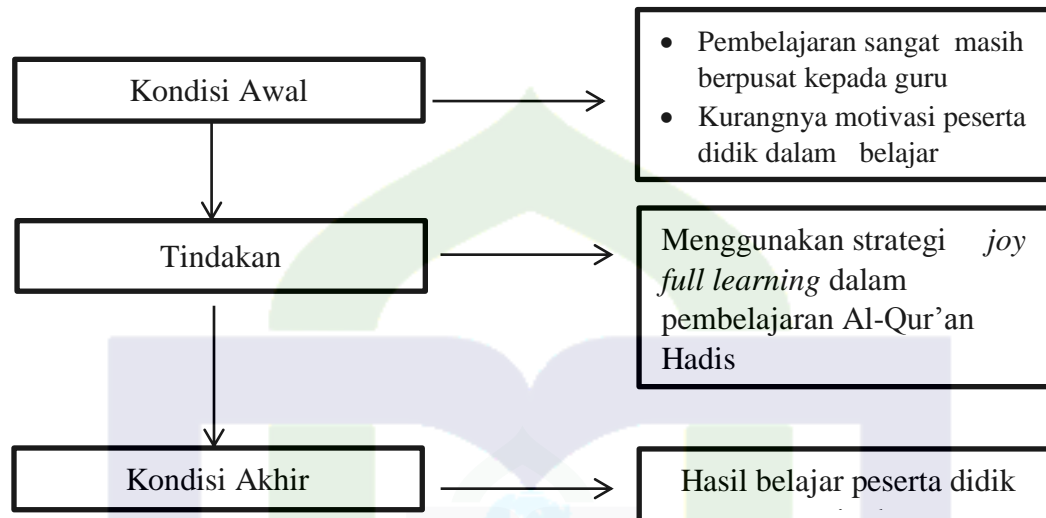 Kondisi Awal
• Pembelajaran sangat masih
berpusat kepada guru
• Kurangnya motivasi peserta
didik dalam belajar
Tindakan
Menggunakan strategi joy
full learning dalam
pembelajaran Al-Qur’an
Hadis
Kondisi Akhir
Hasil belajar peserta didik